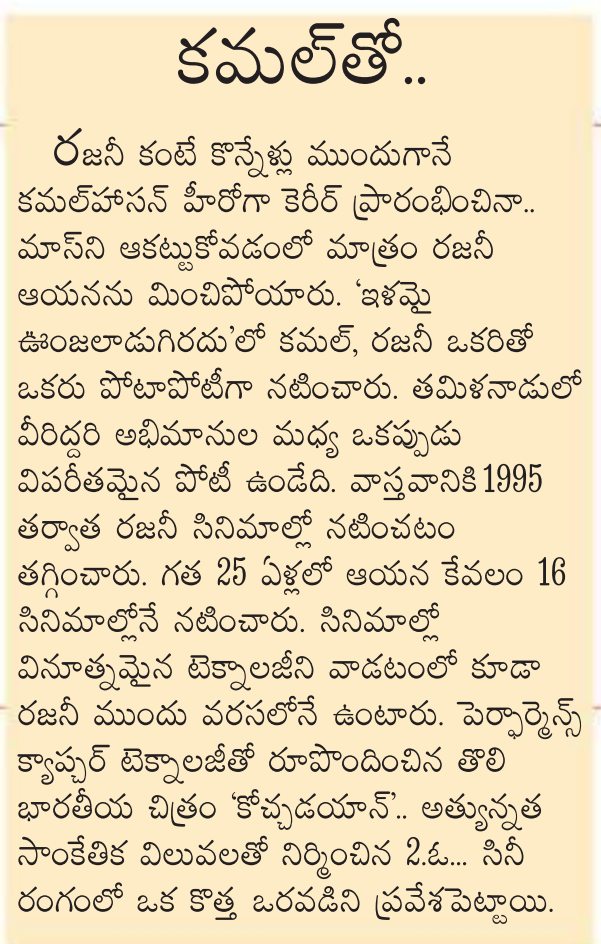 కమల్‌తో..
రజనీ కంటే కొన్నేళ్లు ముందుగానే
కమల్‌హాసన్ హీరోగా కెరీర్ ప్రారంభించినా..
మాస్‌ని ఆకట్టుకోవడంలో మాత్రం రజనీ
ఆయనను మించిపోయారు. ‘ఇళమై
ఊంజలాడుగిరదు’లో కమల్, రజనీ ఒకరితో
ఒకరు పోటాపోటీగా నటించారు. తమిళనాడులో
వీరిద్దరి అభిమానుల మధ్య ఒకప్పుడు
విపరీతమైన పోటీ ఉండేది. వాస్తవానికి 1995
తర్వాత రజనీ సినిమాల్లో నటించటం
తగ్గించారు. గత 25 ఏళ్లలో ఆయన కేవలం 16
సినిమాల్లోనే నటించారు. సినిమాల్లో
వినూత్నమైన టెక్నాలజీని వాడటంలో కూడా
రజనీ ముందు వరసలోనే ఉంటారు. పెర్ఫార్మెన్స్
క్యాప్చర్ టెక్నాలజీతో రూపొందించిన తొలి
భారతీయ చిత్రం ‘కోచ్చడయాన్’.. అత్యున్నత
సాంకేతిక విలువలతో నిర్మించిన 2.ఓ... సినీ
రంగంలో ఒక కొత్త ఒరవడిని ప్రవేశపెట్టాయి.